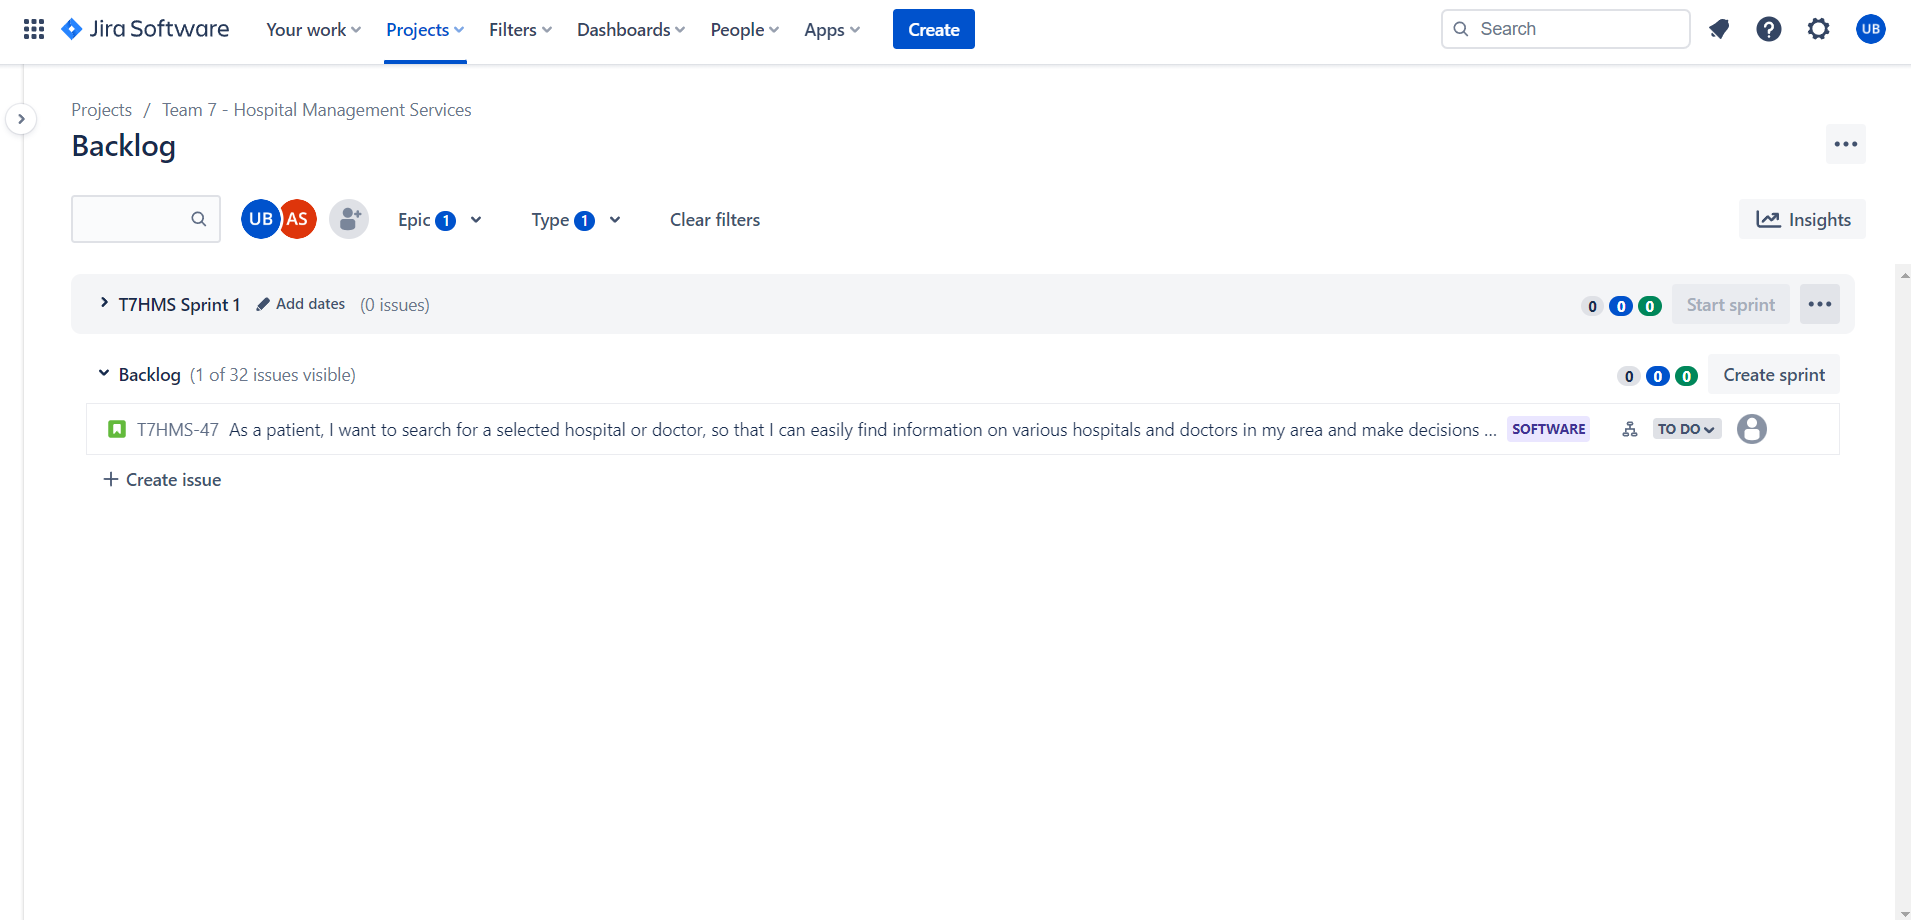 Jira Software Your work Projects Filters Dashboards People Apps Create Search UB
Projects / Team 7 - Hospital Management Services
Backlog
UB AS Epic 1 Type 1 Clear filters Insights
T7HMS Sprint 1 Add dates (0 issues) 0 0 0 Start sprint
Backlog (1 of 32 issues visible) 0 0 0 Create sprint
T7HMS-47 As a patient, I want to search for a selected hospital or doctor, so that I can easily find information on various hospitals and doctors in my area and make decisions ... SOFTWARE TO DO
+ Create issue